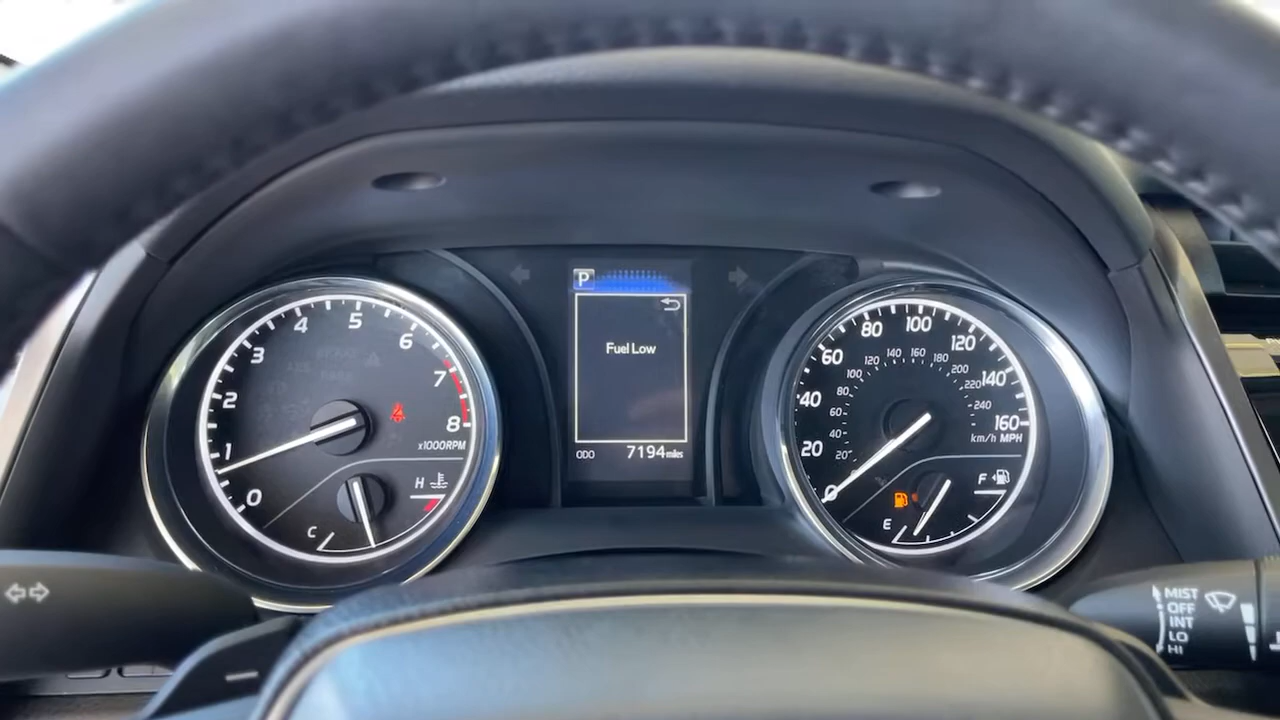 P
Fuel Low
ODO 7194 miles
0 1 2 3 4 5 6 7 8
x1000RPM
H
C
0 20 40 60 80 100 120 140 160
20 40 60 80 100 120 140 160 180 200 220 240
km/h MPH
F
E
MIST
OFF
INT
LO
HI